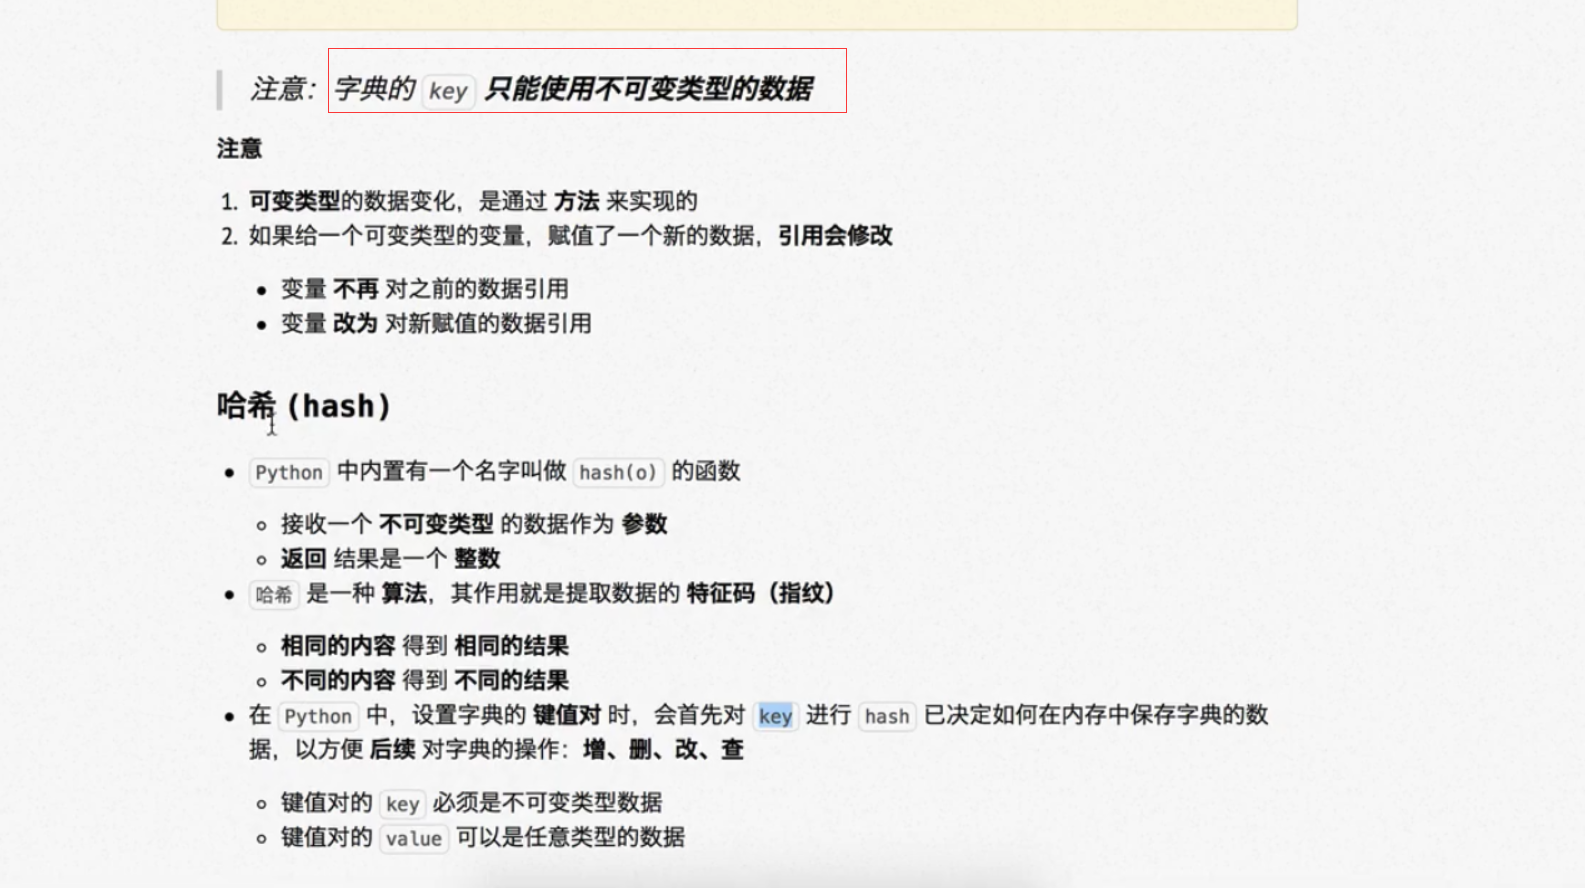 注意：字典的 key 只能使用不可变类型的数据
注意
1. 可变类型的数据变化，是通过 方法 来实现的
2. 如果给一个可变类型的变量，赋值了一个新的数据，引用会修改
• 变量 不再 对之前的数据引用
• 变量 改为 对新赋值的数据引用
哈希 (hash)
• Python 中内置有一个名字叫做 hash(o) 的函数
◦ 接收一个 不可变类型 的数据作为 参数
◦ 返回 结果是一个 整数
• 哈希 是一种 算法，其作用就是提取数据的 特征码（指纹）
◦ 相同的内容 得到 相同的结果
◦ 不同的内容 得到 不同的结果
• 在 Python 中，设置字典的 键值对 时，会首先对 key 进行 hash 已决定如何在内存中保存字典的数
据，以方便 后续 对字典的操作：增、删、改、查
◦ 键值对的 key 必须是不可变类型数据
◦ 键值对的 value 可以是任意类型的数据